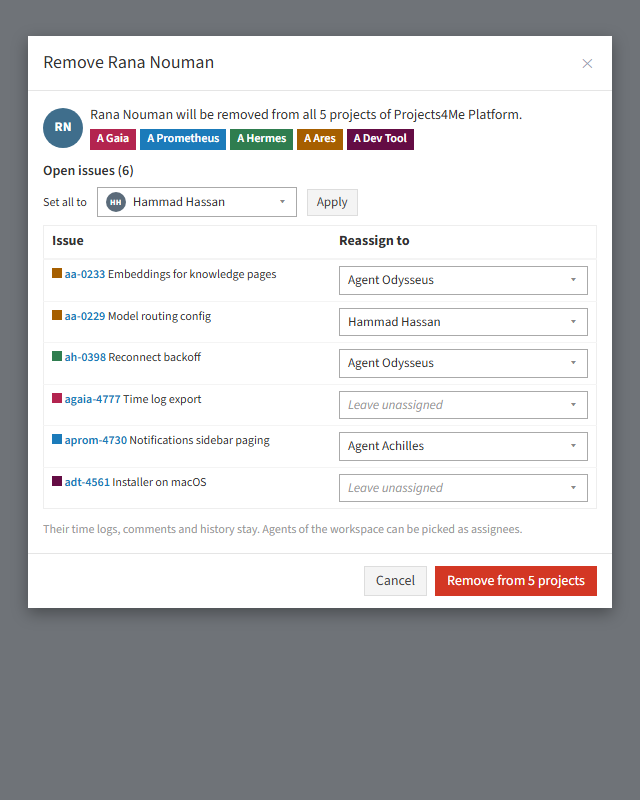 Remove Rana Nouman
RN
Rana Nouman will be removed from all 5 projects of Projects4Me Platform.
A Gaia A Prometheus A Hermes A Ares A Dev Tool
Open issues (6)
Set all to HH Hammad Hassan Apply
Issue Reassign to
aa-0233 Embeddings for knowledge pages Agent Odysseus
aa-0229 Model routing config Hammad Hassan
ah-0398 Reconnect backoff Agent Odysseus
agaia-4777 Time log export Leave unassigned
aprom-4730 Notifications sidebar paging Agent Achilles
adt-4561 Installer on macOS Leave unassigned
Their time logs, comments and history stay. Agents of the workspace can be picked as assignees.
Cancel Remove from 5 projects